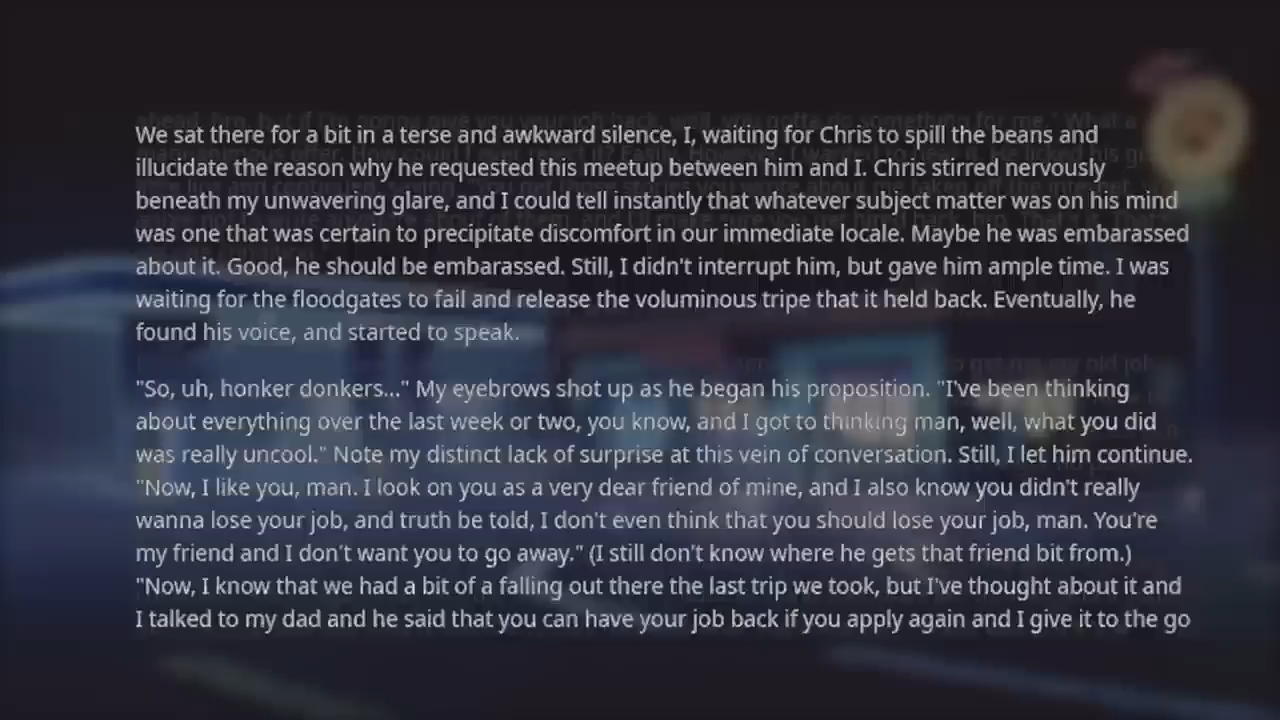 We sat there for a bit in a terse and awkward silence, I, waiting for Chris to spill the beans and
illucidate the reason why he requested this meetup between him and I. Chris stirred nervously
beneath my unwavering glare, and I could tell instantly that whatever subject matter was on his mind
was one that was certain to precipitate discomfort in our immediate locale. Maybe he was embarassed
about it. Good, he should be embarassed. Still, I didn't interrupt him, but gave him ample time. I was
waiting for the floodgates to fail and release the voluminous tripe that it held back. Eventually, he
found his voice, and started to speak.
"So, uh, honker donkers..." My eyebrows shot up as he began his proposition. "I've been thinking
about everything over the last week or two, you know, and I got to thinking man, well, what you did
was really uncool." Note my distinct lack of surprise at this vein of conversation. Still, I let him continue.
"Now, I like you, man. I look on you as a very dear friend of mine, and I also know you didn't really
wanna lose your job, and truth be told, I don't even think that you should lose your job, man. You're
my friend and I don't want you to go away." (I still don't know where he gets that friend bit from.)
"Now, I know that we had a bit of a falling out there the last trip we took, but I've thought about it and
I talked to my dad and he said that you can have your job back if you apply again and I give it to the go